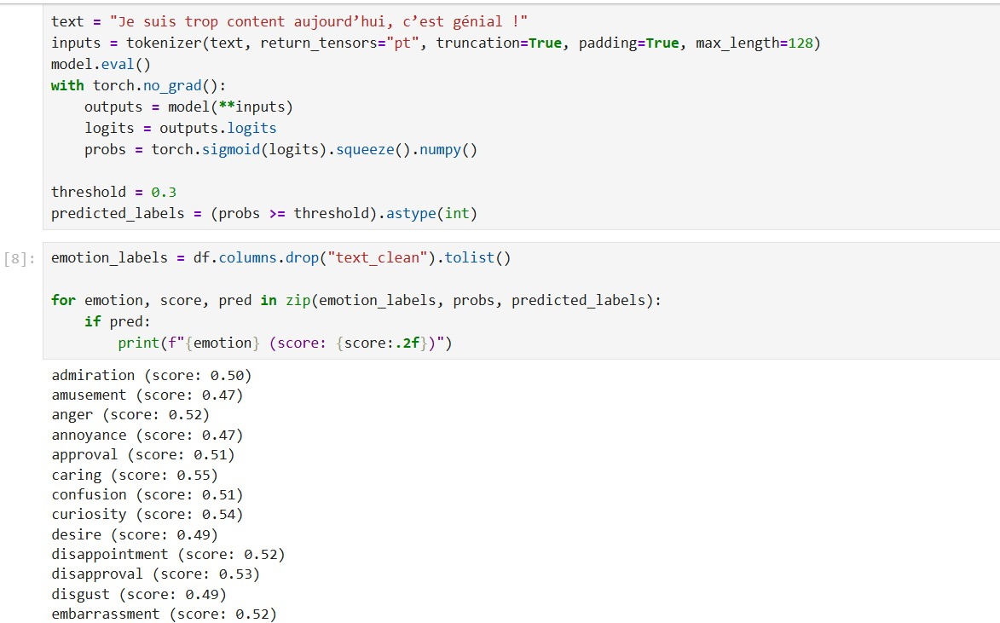 text = "Je suis trop content aujourd’hui, c’est génial !"
inputs = tokenizer(text, return_tensors="pt", truncation=True, padding=True, max_length=128)
model.eval()
with torch.no_grad():
    outputs = model(**inputs)
    logits = outputs.logits
    probs = torch.sigmoid(logits).squeeze().numpy()
threshold = 0.3
predicted_labels = (probs >= threshold).astype(int)
[8]: emotion_labels = df.columns.drop("text_clean").tolist()
for emotion, score, pred in zip(emotion_labels, probs, predicted_labels):
    if pred:
        print(f"{emotion} (score: {score:.2f})")
admiration (score: 0.50)
amusement (score: 0.47)
anger (score: 0.52)
annoyance (score: 0.47)
approval (score: 0.51)
caring (score: 0.55)
confusion (score: 0.51)
curiosity (score: 0.54)
desire (score: 0.49)
disappointment (score: 0.52)
disapproval (score: 0.53)
disgust (score: 0.49)
embarrassment (score: 0.52)